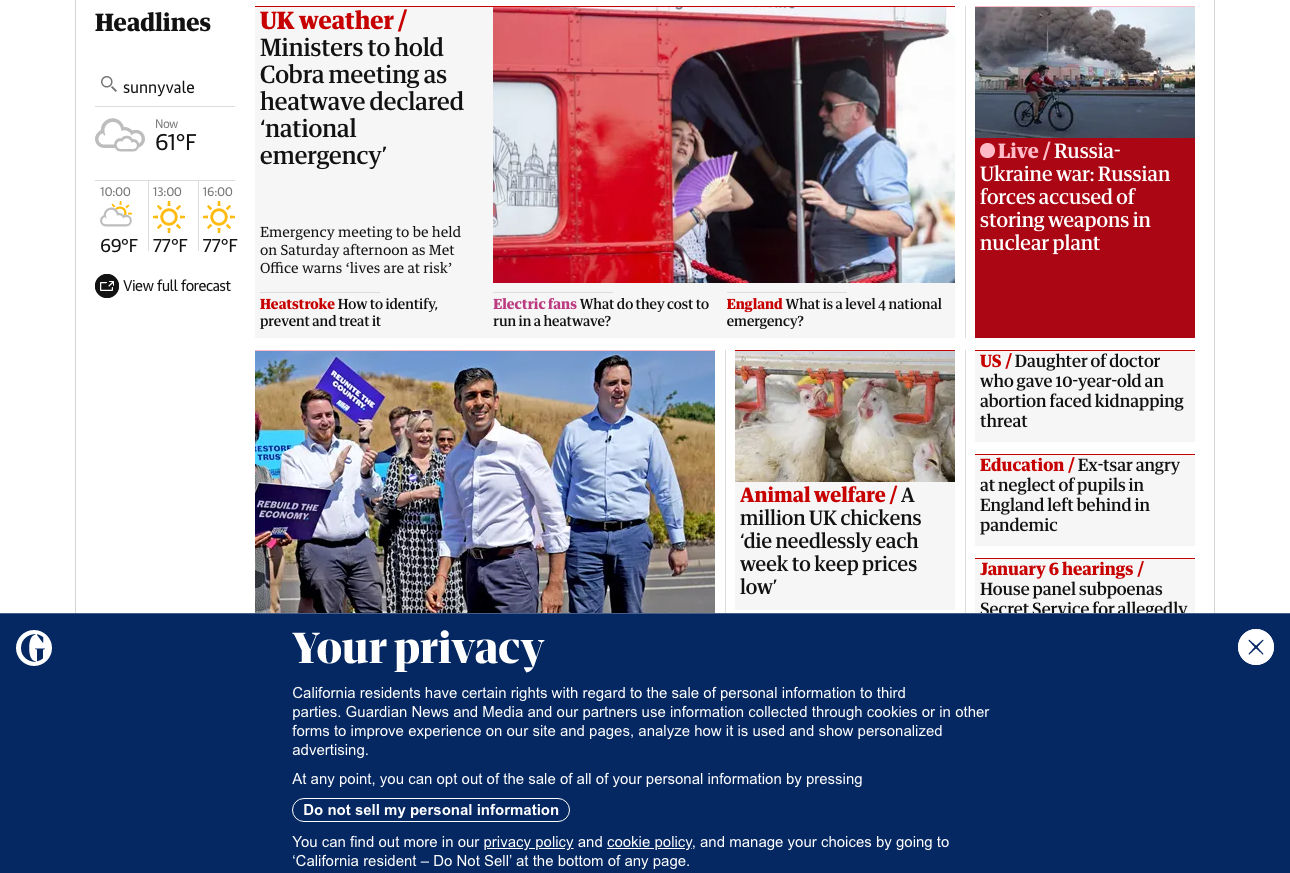 Headlines
sunnyvale
Now
61°F
10:00
13:00
16:00
69°F
77°F
77°F
View full forecast
UK weather /
Ministers to hold
Cobra meeting as
heatwave declared
‘national
emergency’
Emergency meeting to be held
on Saturday afternoon as Met
Office warns ‘lives are at risk’
Heatstroke How to identify,
prevent and treat it
Electric fans What do they cost to
run in a heatwave?
England What is a level 4 national
emergency?
Live / Russia-
Ukraine war: Russian
forces accused of
storing weapons in
nuclear plant
REUNITE THE
COUNTRY.
RESTORE
TRUST
REBUILD THE
ECONOMY.
Animal welfare / A
million UK chickens
‘die needlessly each
week to keep prices
low’
US / Daughter of doctor
who gave 10-year-old an
abortion faced kidnapping
threat
Education / Ex-tsar angry
at neglect of pupils in
England left behind in
pandemic
January 6 hearings /
House panel subpoenas
Secret Service for allegedly
Your privacy
California residents have certain rights with regard to the sale of personal information to third
parties. Guardian News and Media and our partners use information collected through cookies or in other
forms to improve experience on our site and pages, analyze how it is used and show personalized
advertising.
At any point, you can opt out of the sale of all of your personal information by pressing
Do not sell my personal information
You can find out more in our privacy policy and cookie policy, and manage your choices by going to
‘California resident – Do Not Sell’ at the bottom of any page.